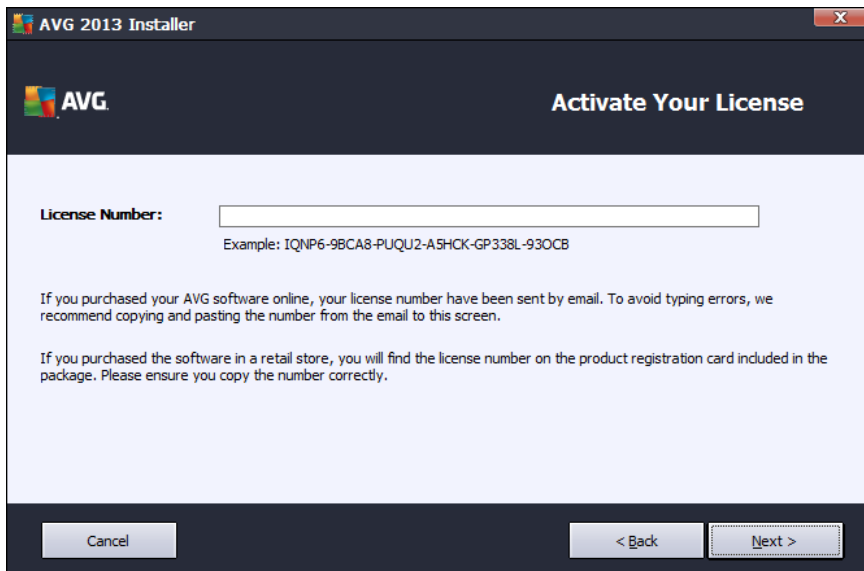 AVG 2013 Installer
AVG.
Activate Your License
License Number:
Example: IQNP6-9BCA8-PUQU2-A5HCK-GP338L-93OCB
If you purchased your AVG software online, your license number have been sent by email. To avoid typing errors, we
recommend copying and pasting the number from the email to this screen.
If you purchased the software in a retail store, you will find the license number on the product registration card included in the
package. Please ensure you copy the number correctly.
Cancel
< Back
Next >